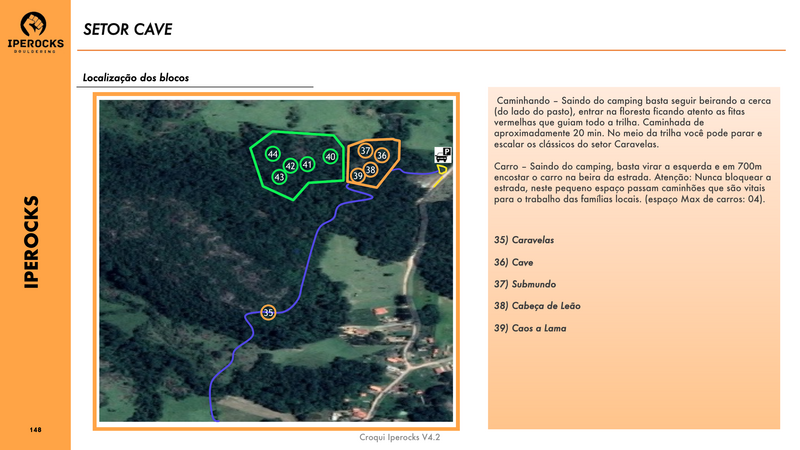 IPEROCKS
BOULDERING
SETOR CAVE
Localização dos blocos
44
42
41
40
43
37
36
38
39
P
35
Caminhando – Saindo do camping basta seguir beirando a cerca
(do lado do pasto), entrar na floresta ficando atento as fitas
vermelhas que guiam todo a trilha. Caminhada de
aproximadamente 20 min. No meio da trilha você pode parar e
escalar os clássicos do setor Caravelas.
Carro – Saindo do camping, basta virar a esquerda e em 700m
encostar o carro na beira da estrada. Atenção: Nunca bloquear a
estrada, neste pequeno espaço passam caminhões que são vitais
para o trabalho das famílias locais. (espaço Max de carros: 04).
35) Caravelas
36) Cave
37) Submundo
38) Cabeça de Leão
39) Caos a Lama
IPEROCKS
148
Croqui Iperocks V4.2